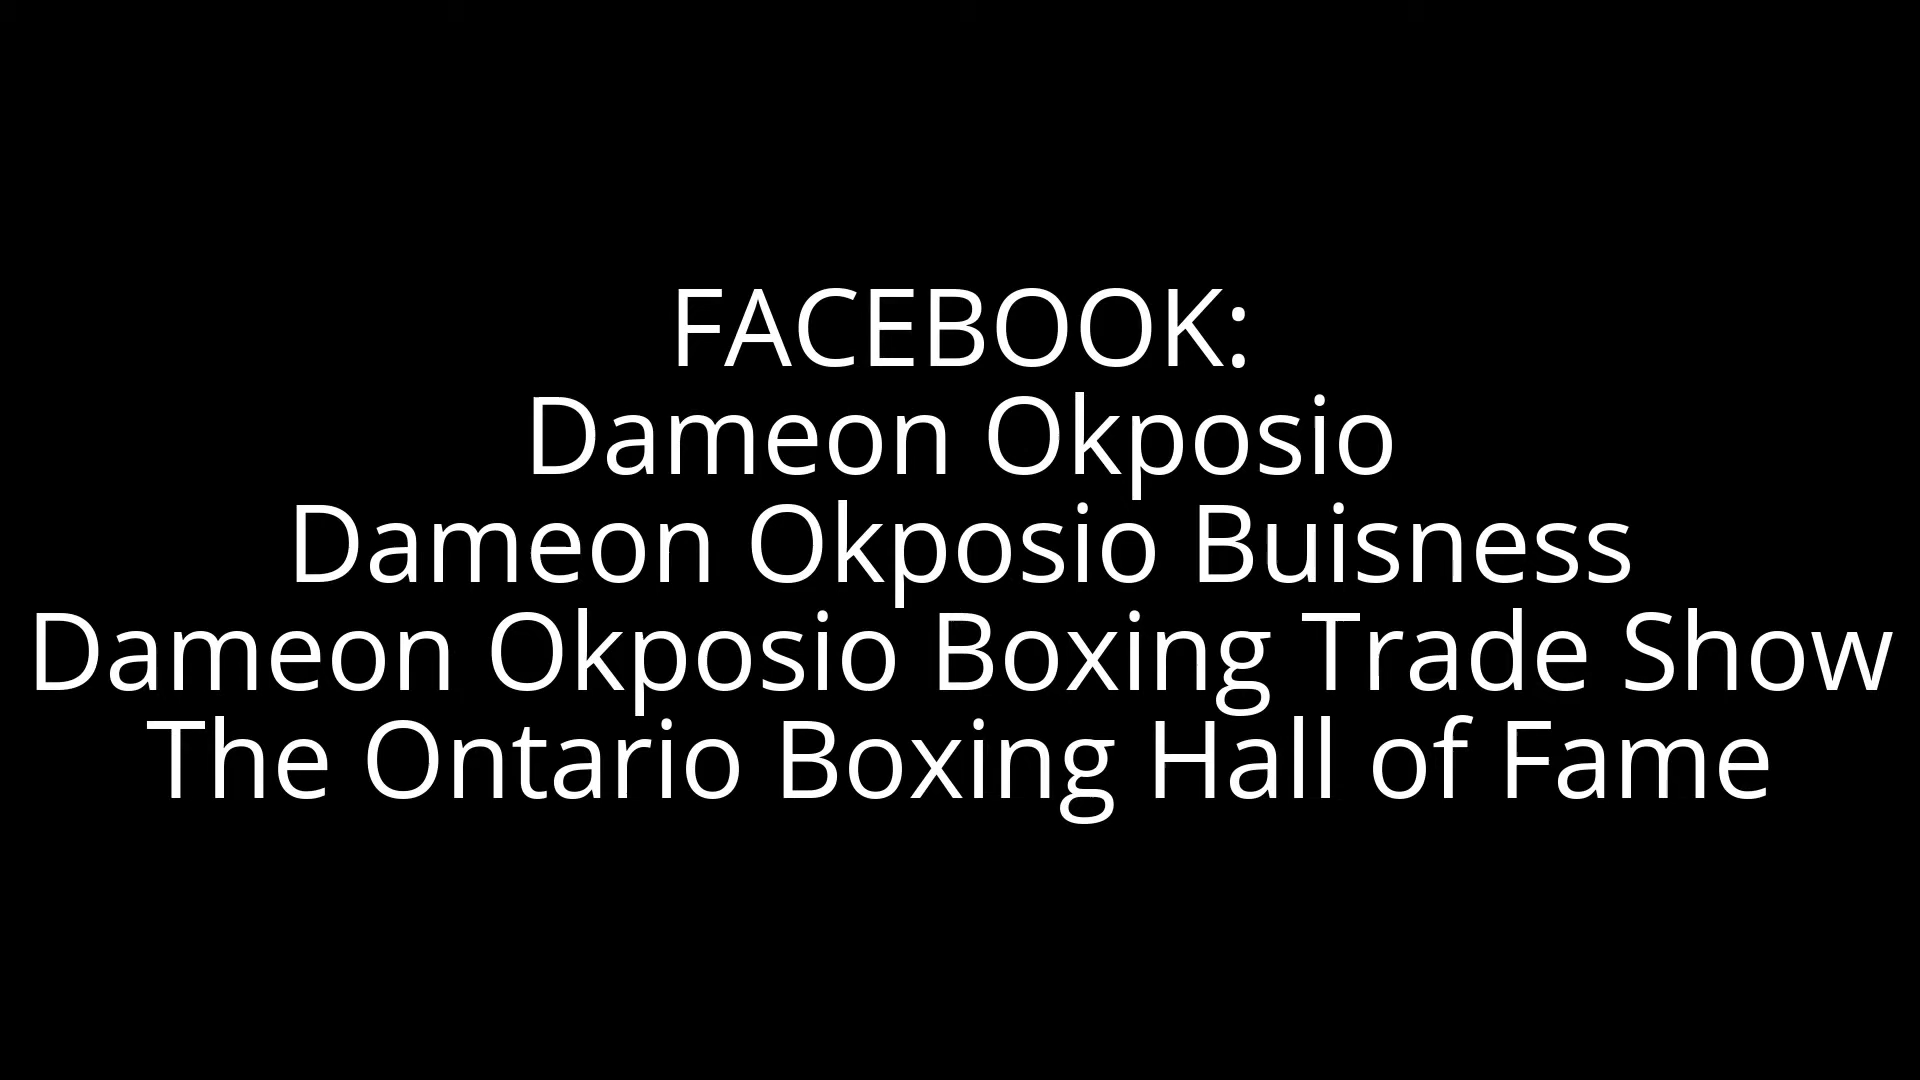 FACEBOOK:
Dameon Okposio
Dameon Okposio Buisness
Dameon Okposio Boxing Trade Show
The Ontario Boxing Hall of Fame